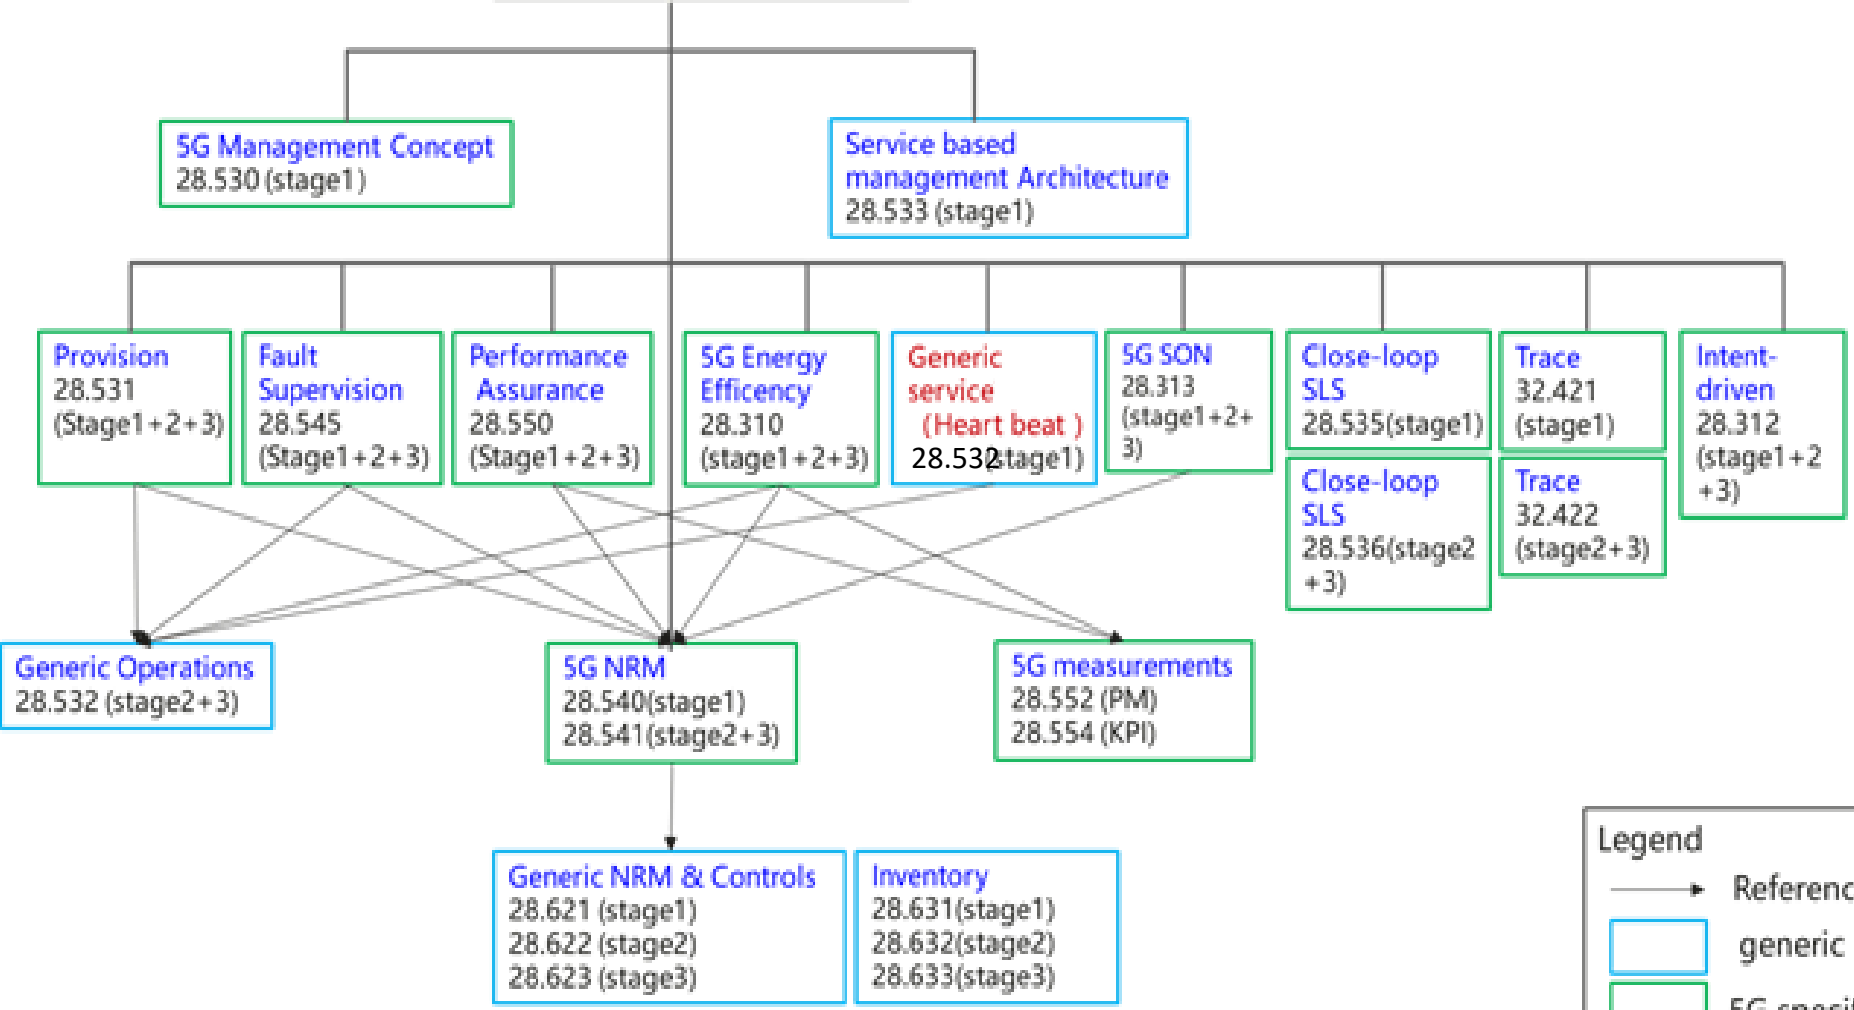 5G Management Concept
28.530 (stage1)
Service based
management Architecture
28.533 (stage1)
Provision
28.531
(Stage1+2+3)
Fault
Supervision
28.545
(Stage1+2+3)
Performance
Assurance
28.550
(Stage1+2+3)
5G Energy
Efficency
28.310
(stage1+2+3)
Generic
service
(Heart beat )
28.532 stage1)
5G SON
28.313
(stage1+2+
3)
Close-loop
SLS
28.535(stage1)
Trace
32.421
(stage1)
Intent-
driven
28.312
(stage1+2
+3)
Close-loop
SLS
28.536(stage2
+3)
Trace
32.422
(stage2+3)
Generic Operations
28.532 (stage2+3)
5G NRM
28.540(stage1)
28.541(stage2+3)
5G measurements
28.552 (PM)
28.554 (KPI)
Generic NRM & Controls
28.621 (stage1)
28.622 (stage2)
28.623 (stage3)
Inventory
28.631(stage1)
28.632(stage2)
28.633(stage3)
Legend
Referenc
generic
5G